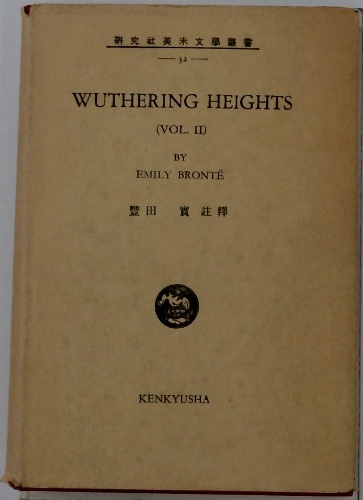 研究社英米文學叢書
— 32 —
WUTHERING HEIGHTS
(VOL. II)
BY
EMILY BRONTË
豐田 實 註釋
KENKYUSHA